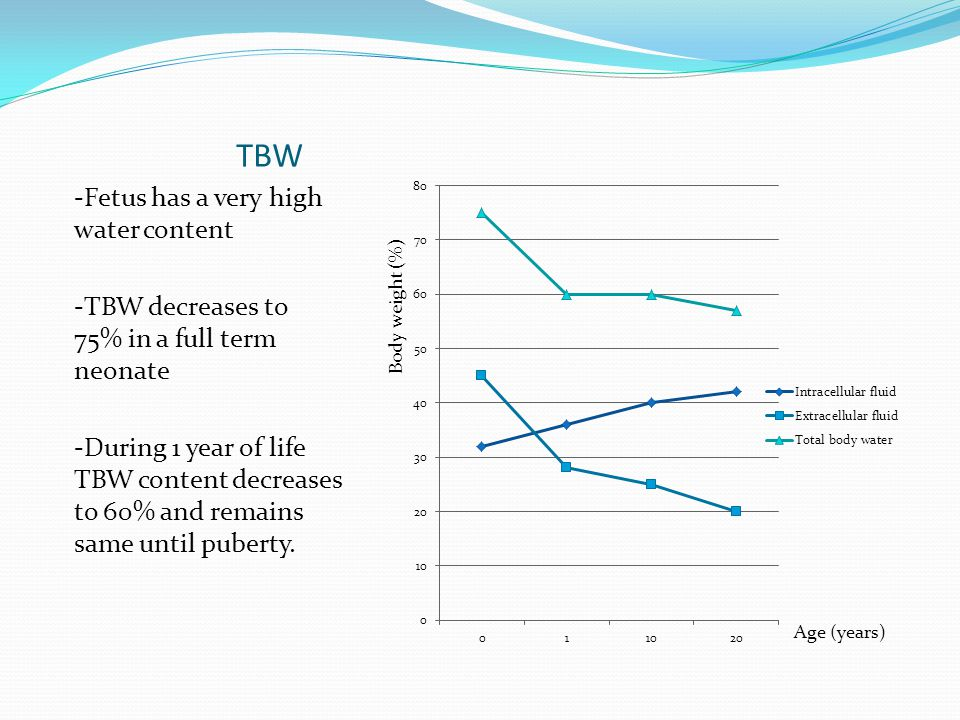 TBW
-Fetus has a very high
water content
-TBW decreases to
75% in a full term
neonate
-During 1 year of life
TBW content decreases
to 60% and remains
same until puberty.
Body weight (%)
80
70
60
50
40
30
20
10
0
0 1 10 20
Age (years)
Intracellular fluid
Extracellular fluid
Total body water